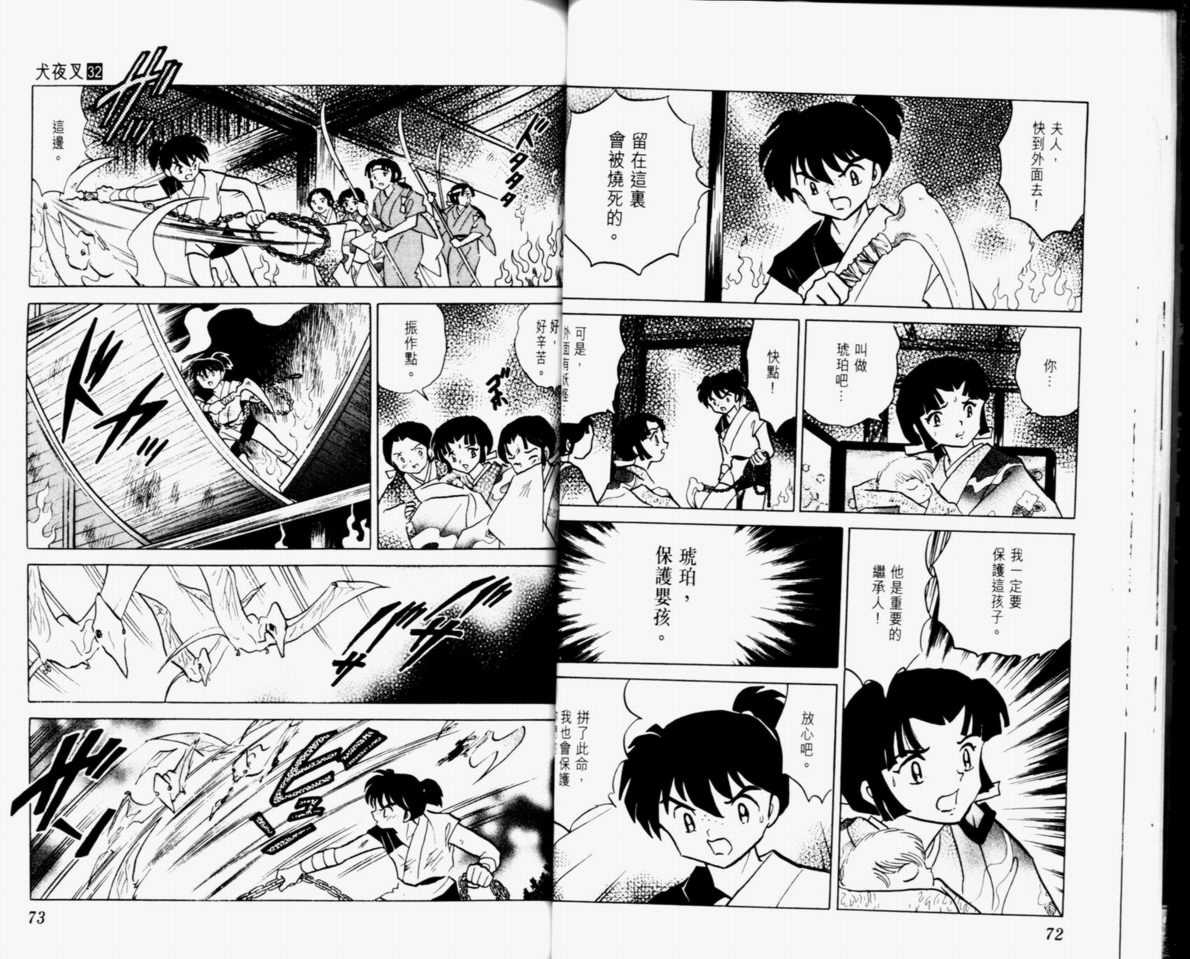 夫人，
快到外面去！
留在這裏
會被燒死的。
你…
叫做
琥珀吧…
快點！
可是，
外面有妖怪
我一定要
保護這孩子。
他是重要的
繼承人！
琥珀，
保護嬰孩。
放心吧。
拼了此命，
我也會保護
72
犬夜叉 32
這邊。
好，
好辛苦。
振作點。
73